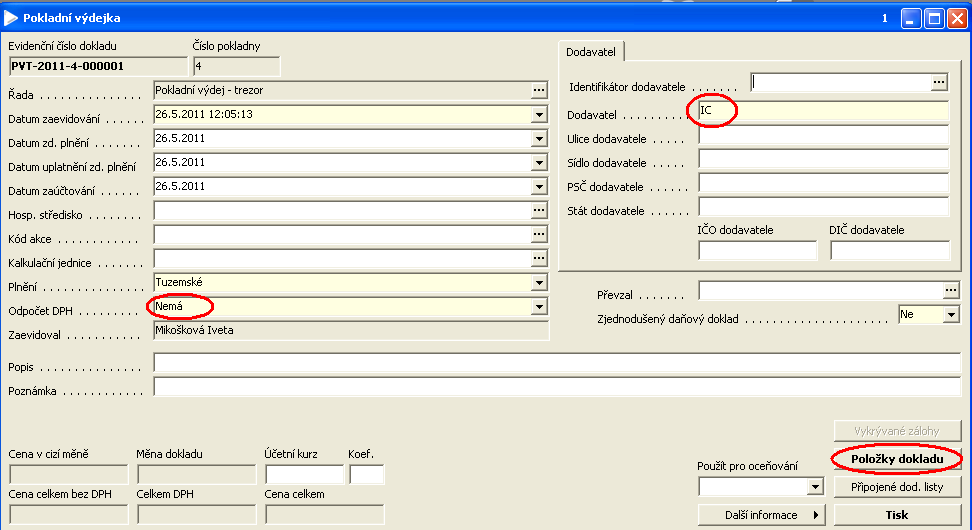 Pokladní výdejka 1
Evidenční číslo dokladu Číslo pokladny
PVT-2011-4-000001 4
Řada . . . . . . . . . . . . . . Pokladní výdej - trezor ...
Datum zaevidování . . . . . . 26.5.2011 12:05:13
Datum zd. plnění . . . . . . . 26.5.2011
Datum uplatnění zd. plnění 26.5.2011
Datum zaúčtování . . . . . . 26.5.2011
Hosp. středisko . . . . . . . . ...
Kód akce . . . . . . . . . . . . ...
Kalkulační jednice . . . . . . . ...
Plnění . . . . . . . . . . . . . . Tuzemské
Odpočet DPH . . . . . . . . . Nemá
Zaevidoval . . . . . . . . . . . Mikošková Iveta
Dodavatel
Identifikátor dodavatele . . . . . . . ...
Dodavatel . . . . . . . . . . IC
Ulice dodavatele . . . . .
Sídlo dodavatele . . . . .
PSČ dodavatele . . . . . .
Stát dodavatele . . . . . .
IČO dodavatele DIČ dodavatele
Převzal . . . . . . . ...
Zjednodušený daňový doklad . . . . . . . . . . . . . . . . . . . . . Ne
Popis . . . . . . . . . . . . . .
Poznámka . . . . . . . . . . .
Vykrývané zálohy
Cena v cizí měně Měna dokladu Účetní kurz Koef.
Položky dokladu
Použít pro oceňování
Připojené dod. listy
Cena celkem bez DPH Celkem DPH Cena celkem
Další informace
Tisk